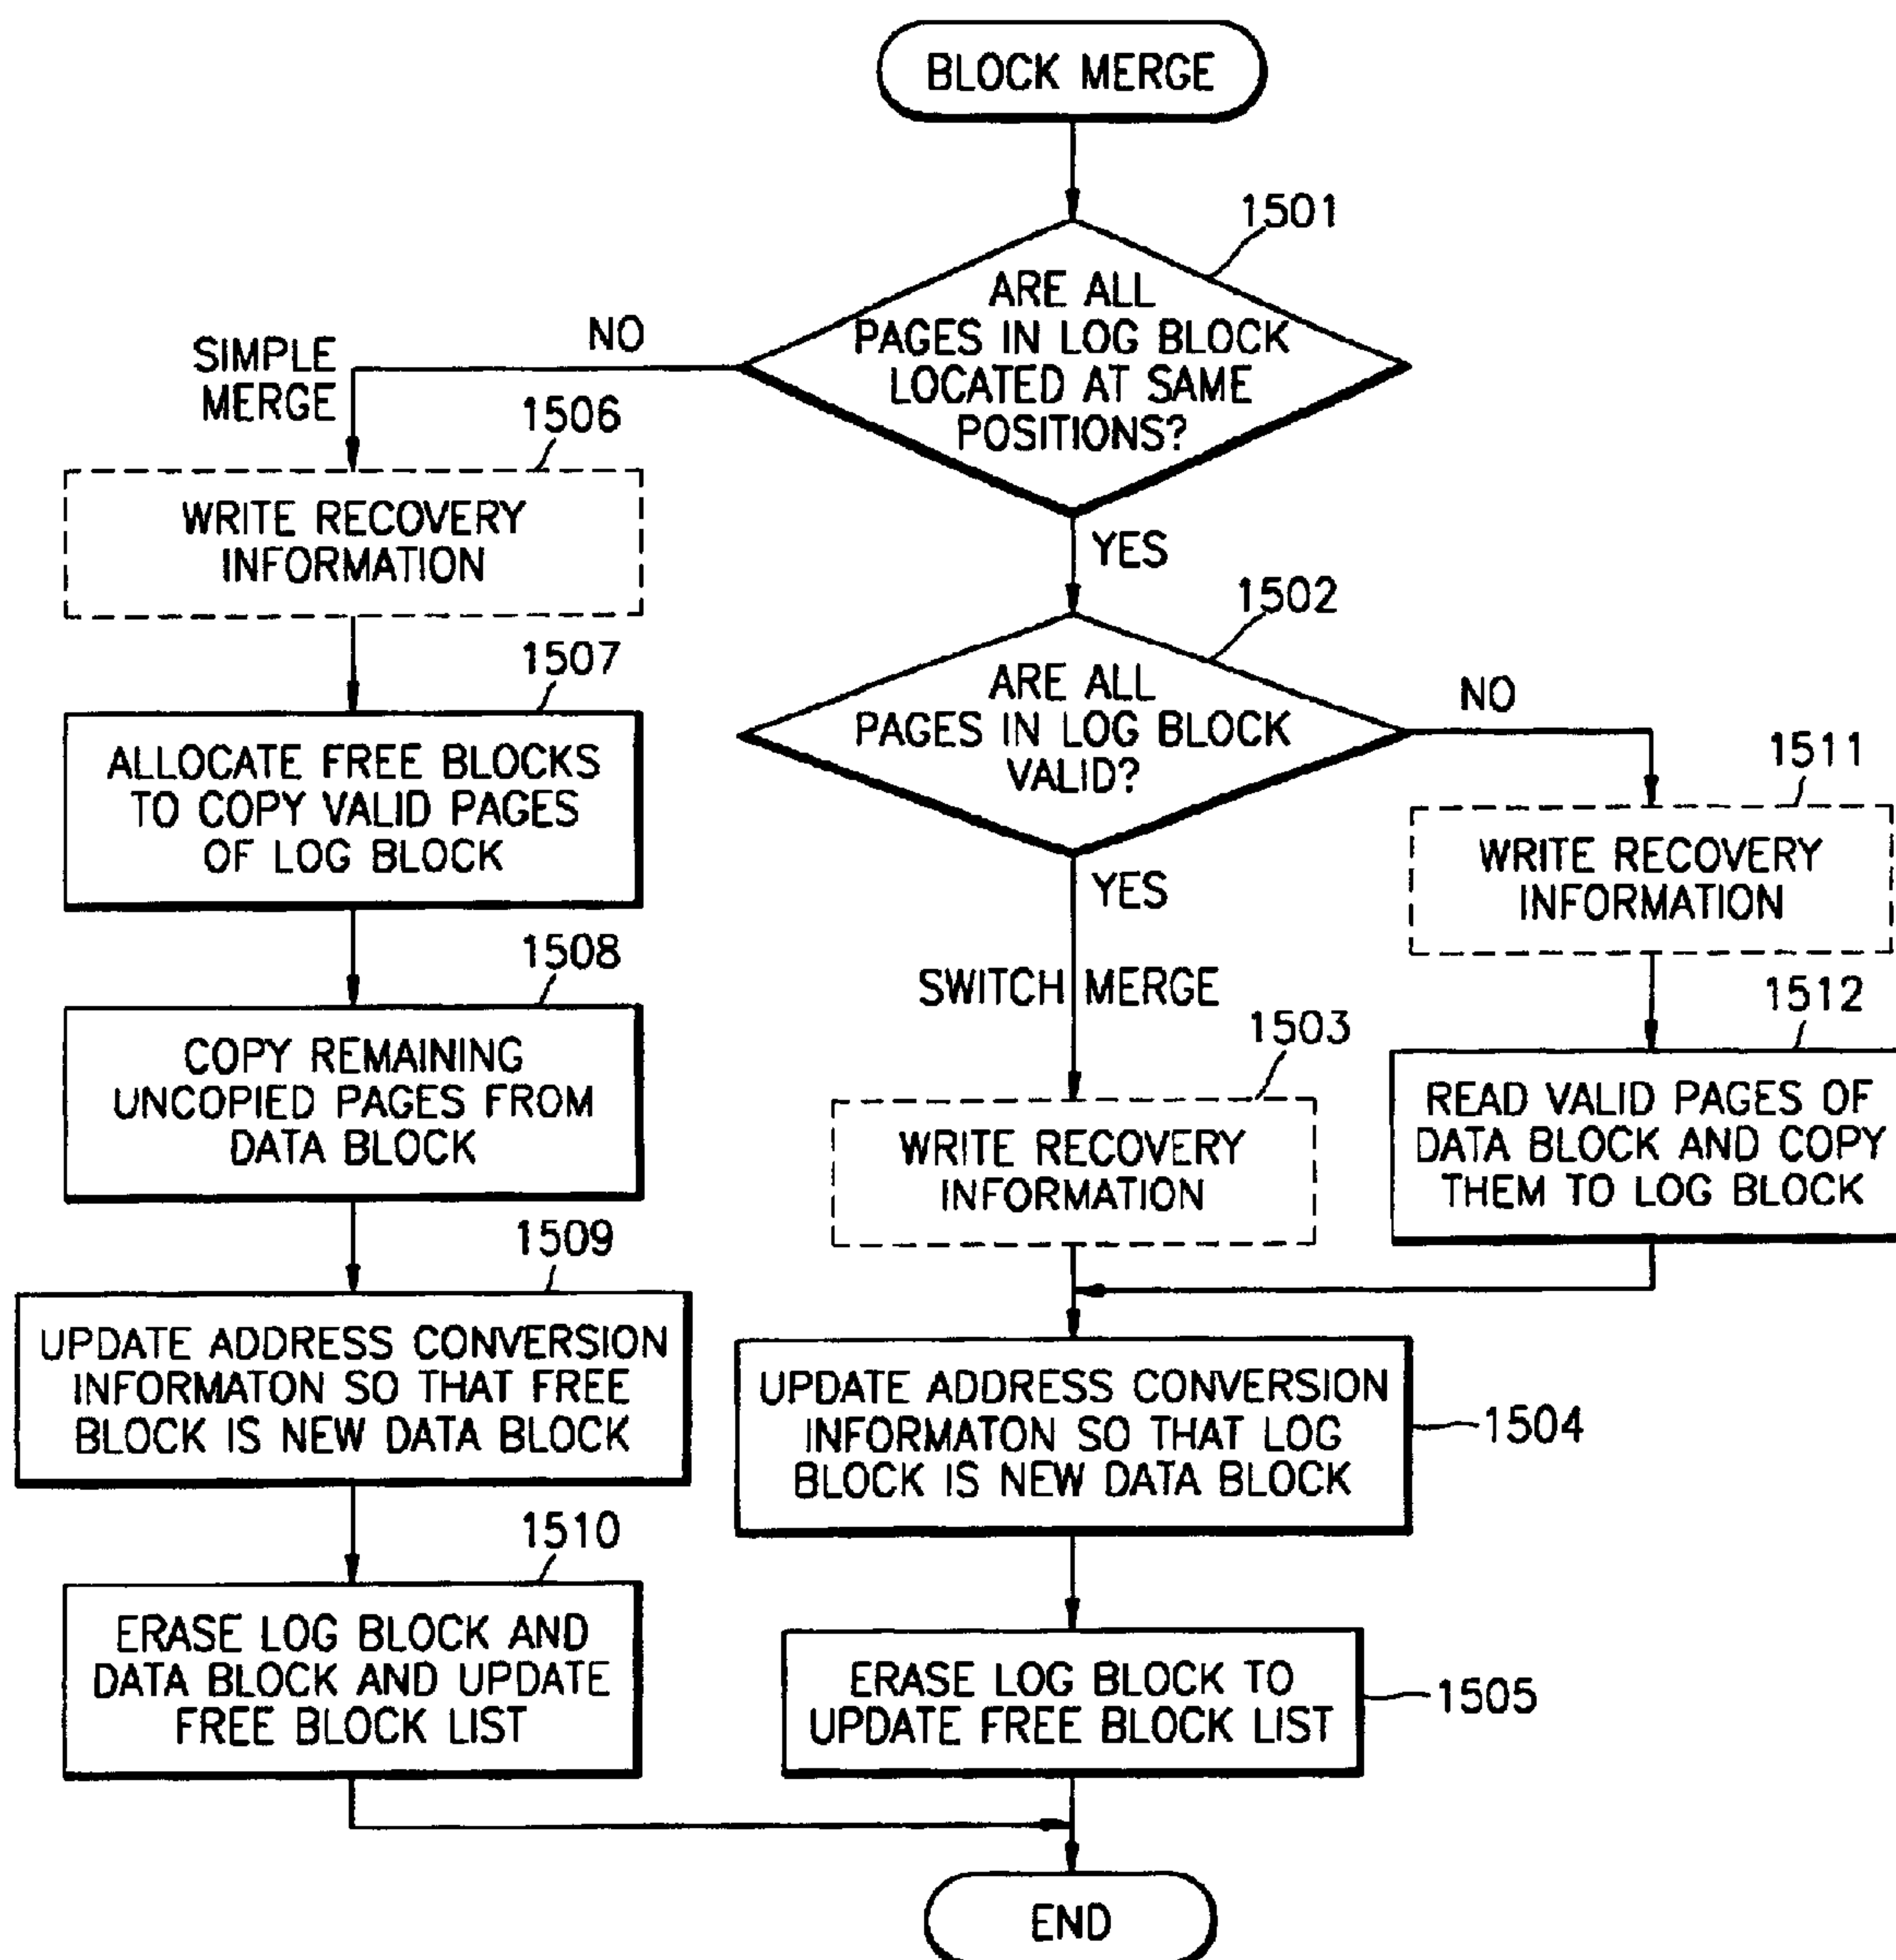 BLOCK MERGE
1501
ARE ALL
PAGES IN LOG BLOCK
LOCATED AT SAME
POSITIONS?
NO
SIMPLE
MERGE
YES
1506
WRITE RECOVERY
INFORMATION
1507
ALLOCATE FREE BLOCKS
TO COPY VALID PAGES
OF LOG BLOCK
1508
COPY REMAINING
UNCOPIED PAGES FROM
DATA BLOCK
1509
UPDATE ADDRESS CONVERSION
INFORMATON SO THAT FREE
BLOCK IS NEW DATA BLOCK
1510
ERASE LOG BLOCK AND
DATA BLOCK AND UPDATE
FREE BLOCK LIST
1502
ARE ALL
PAGES IN LOG BLOCK
VALID?
NO
YES
SWITCH MERGE
1503
WRITE RECOVERY
INFORMATION
1511
WRITE RECOVERY
INFORMATION
1512
READ VALID PAGES OF
DATA BLOCK AND COPY
THEM TO LOG BLOCK
UPDATE ADDRESS CONVERSION
INFORMATON SO THAT LOG
BLOCK IS NEW DATA BLOCK
1504
ERASE LOG BLOCK TO
UPDATE FREE BLOCK LIST
1505
END